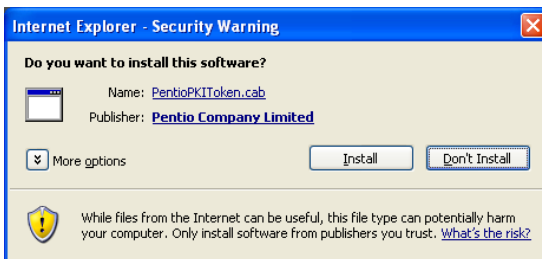 Internet Explorer - Security Warning
Do you want to install this software?
Name: PentioPKIToken.cab
Publisher: Pentio Company Limited
More options
Install
Don't Install
While files from the Internet can be useful, this file type can potentially harm
your computer. Only install software from publishers you trust. What's the risk?